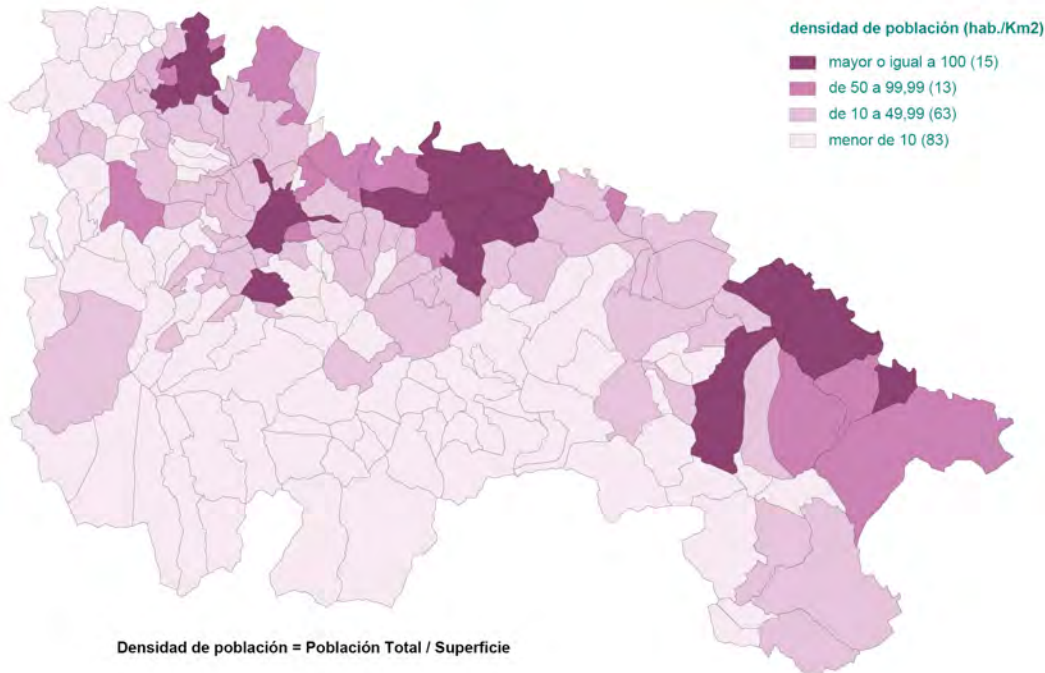 densidad de población (hab./Km2)
mayor o igual a 100 (15)
de 50 a 99,99 (13)
de 10 a 49,99 (63)
menor de 10 (83)
Densidad de población = Población Total / Superficie